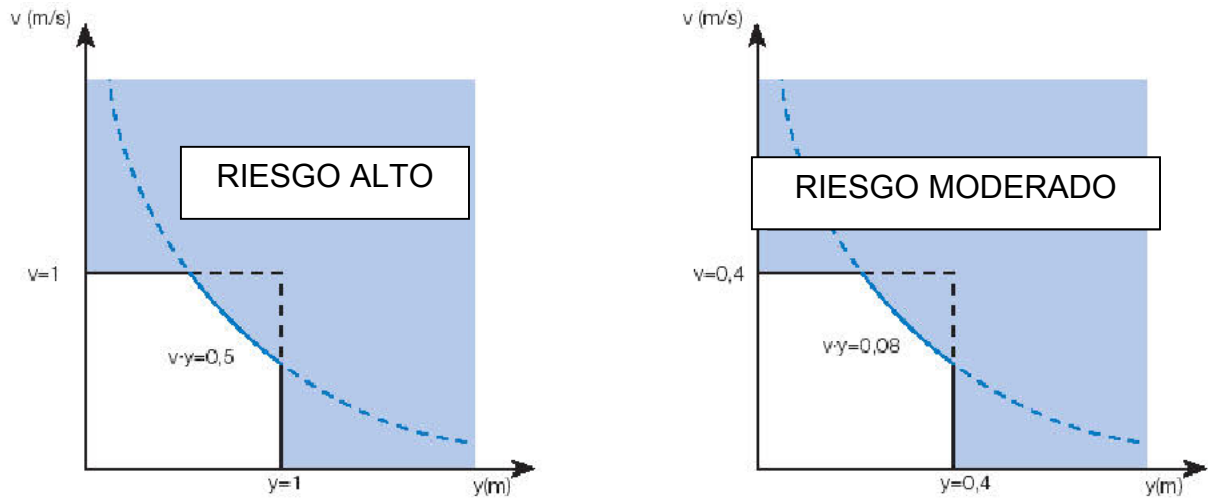 v (m/s)
RIESGO ALTO
v=1
v·y=0,5
y=1
y(m)
v (m/s)
RIESGO MODERADO
v=0,4
v·y=0,08
y=0,4
y(m)